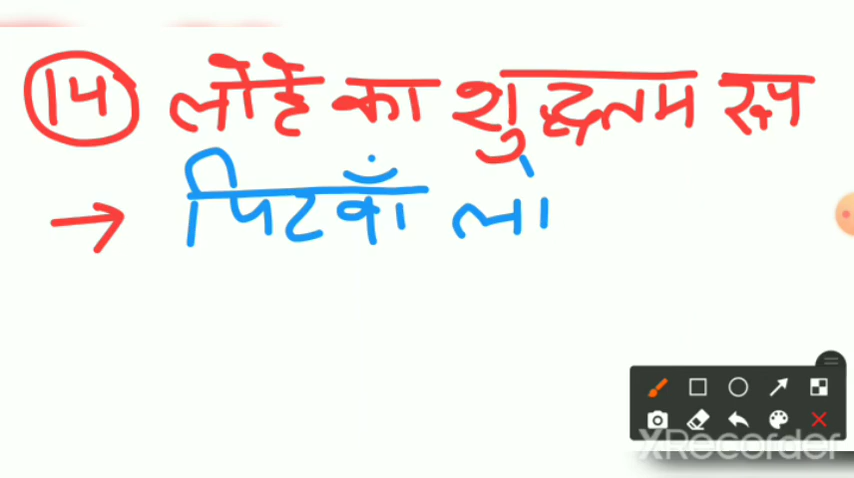 14 लोहे का शुद्धतम रूप
→ पिटवाँ लो
XRecorder